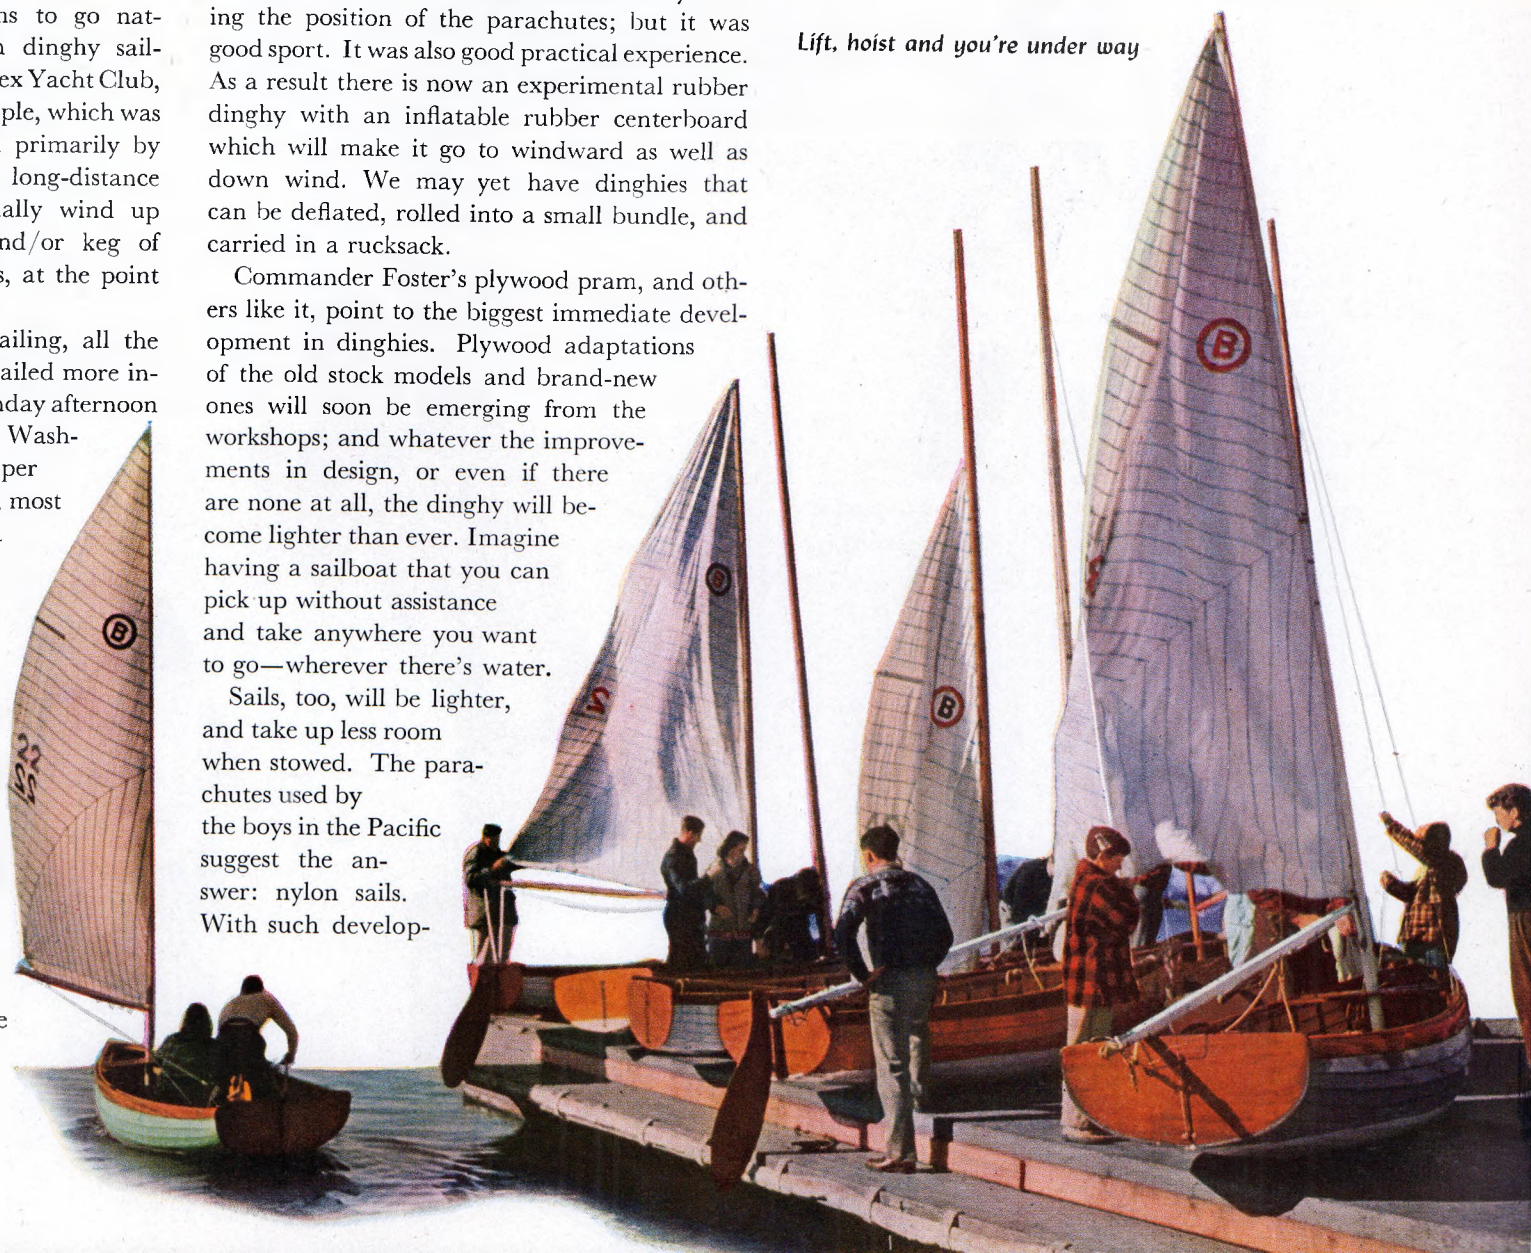 ns to go nat-
dinghy sail-
ex Yacht Club,
ple, which was
primarily by
long-distance
ally wind up
nd/or keg of
s, at the point
ailing, all the
ailed more in-
day afternoon
Wash-
per
most
e
ing the position of the parachutes; but it was
good sport. It was also good practical experience.
As a result there is now an experimental rubber
dinghy with an inflatable rubber centerboard
which will make it go to windward as well as
down wind. We may yet have dinghies that
can be deflated, rolled into a small bundle, and
carried in a rucksack.
Commander Foster's plywood pram, and oth-
ers like it, point to the biggest immediate devel-
opment in dinghies. Plywood adaptations
of the old stock models and brand-new
ones will soon be emerging from the
workshops; and whatever the improve-
ments in design, or even if there
are none at all, the dinghy will be-
come lighter than ever. Imagine
having a sailboat that you can
pick up without assistance
and take anywhere you want
to go—wherever there's water.
Sails, too, will be lighter,
and take up less room
when stowed. The para-
chutes used by
the boys in the Pacific
suggest the an-
swer: nylon sails.
With such develop-
Lift, hoist and you're under way
B
22
B
B
B